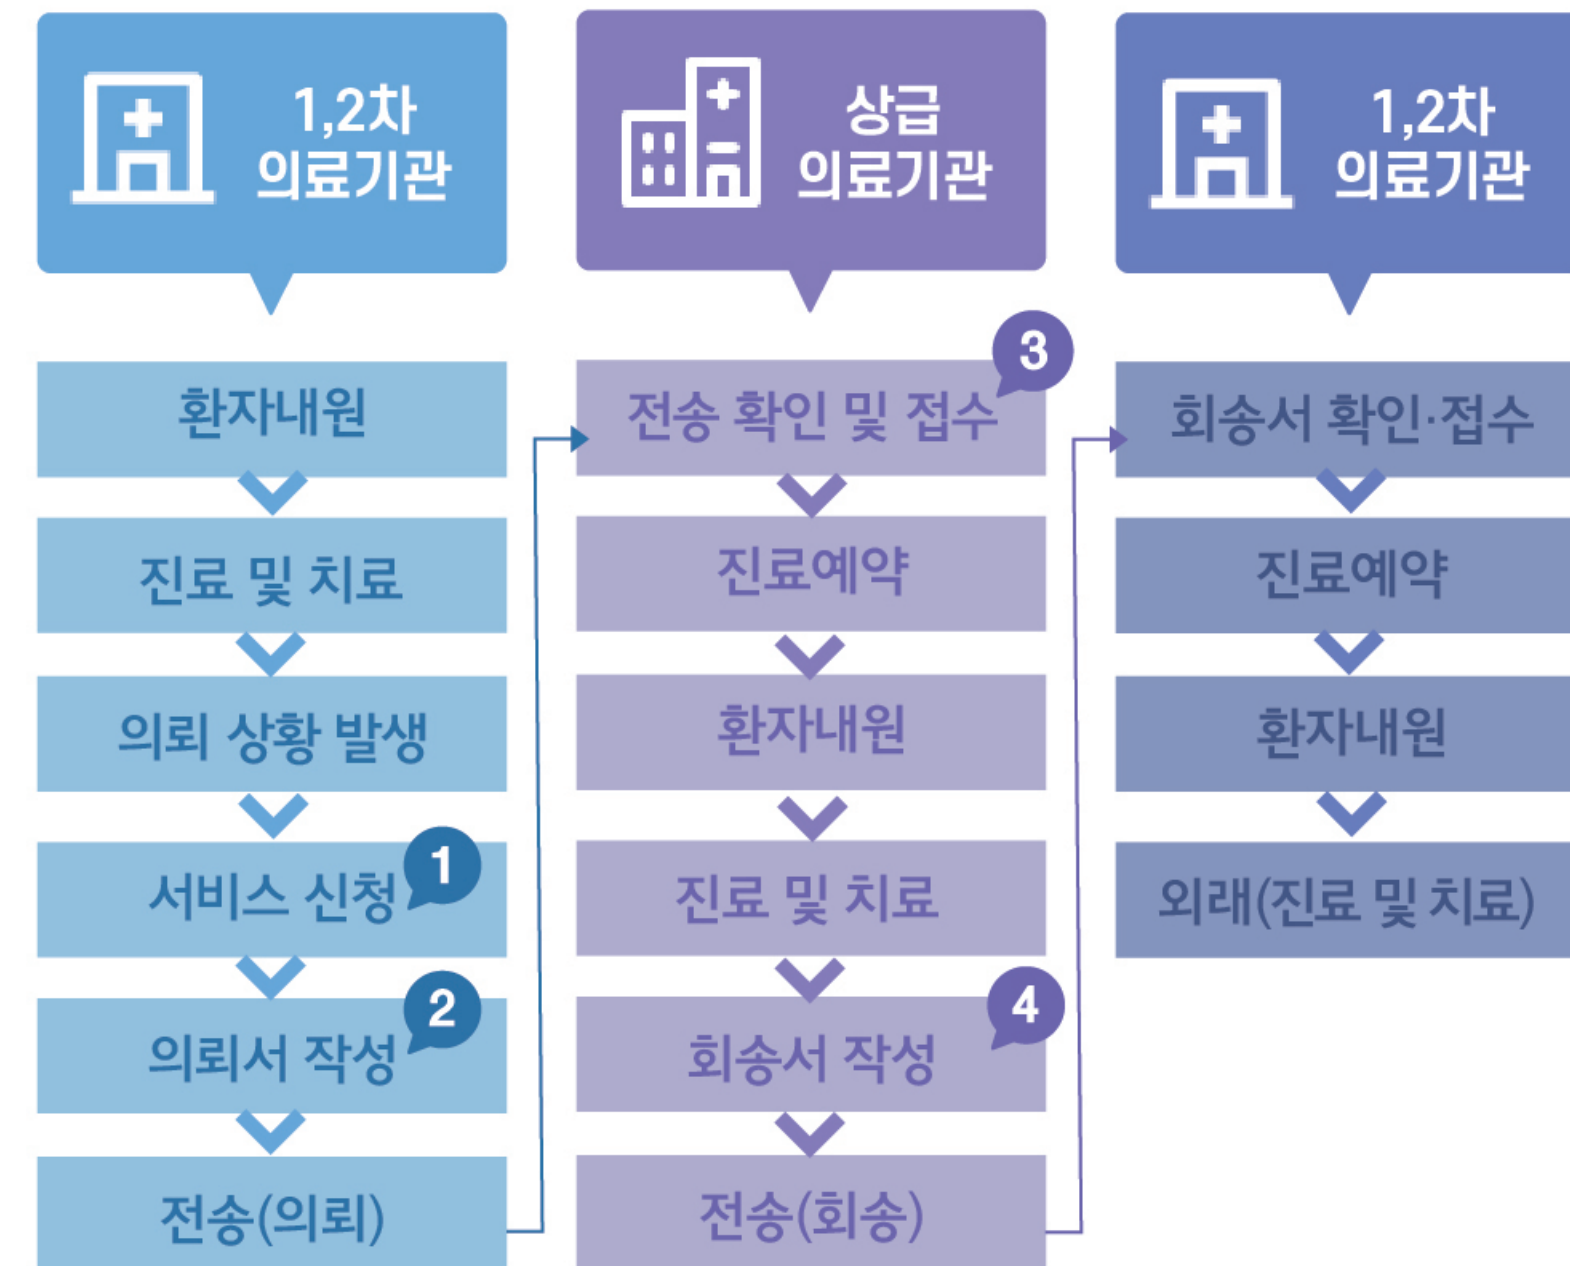 1,2차
의료기관
환자내원
진료 및 치료
의뢰 상황 발생
서비스 신청
1
의뢰서 작성
2
전송(의뢰)
상급
의료기관
전송 확인 및 접수
3
진료예약
환자내원
진료 및 치료
회송서 작성
4
전송(회송)
1,2차
의료기관
회송서 확인·접수
진료예약
환자내원
외래(진료 및 치료)